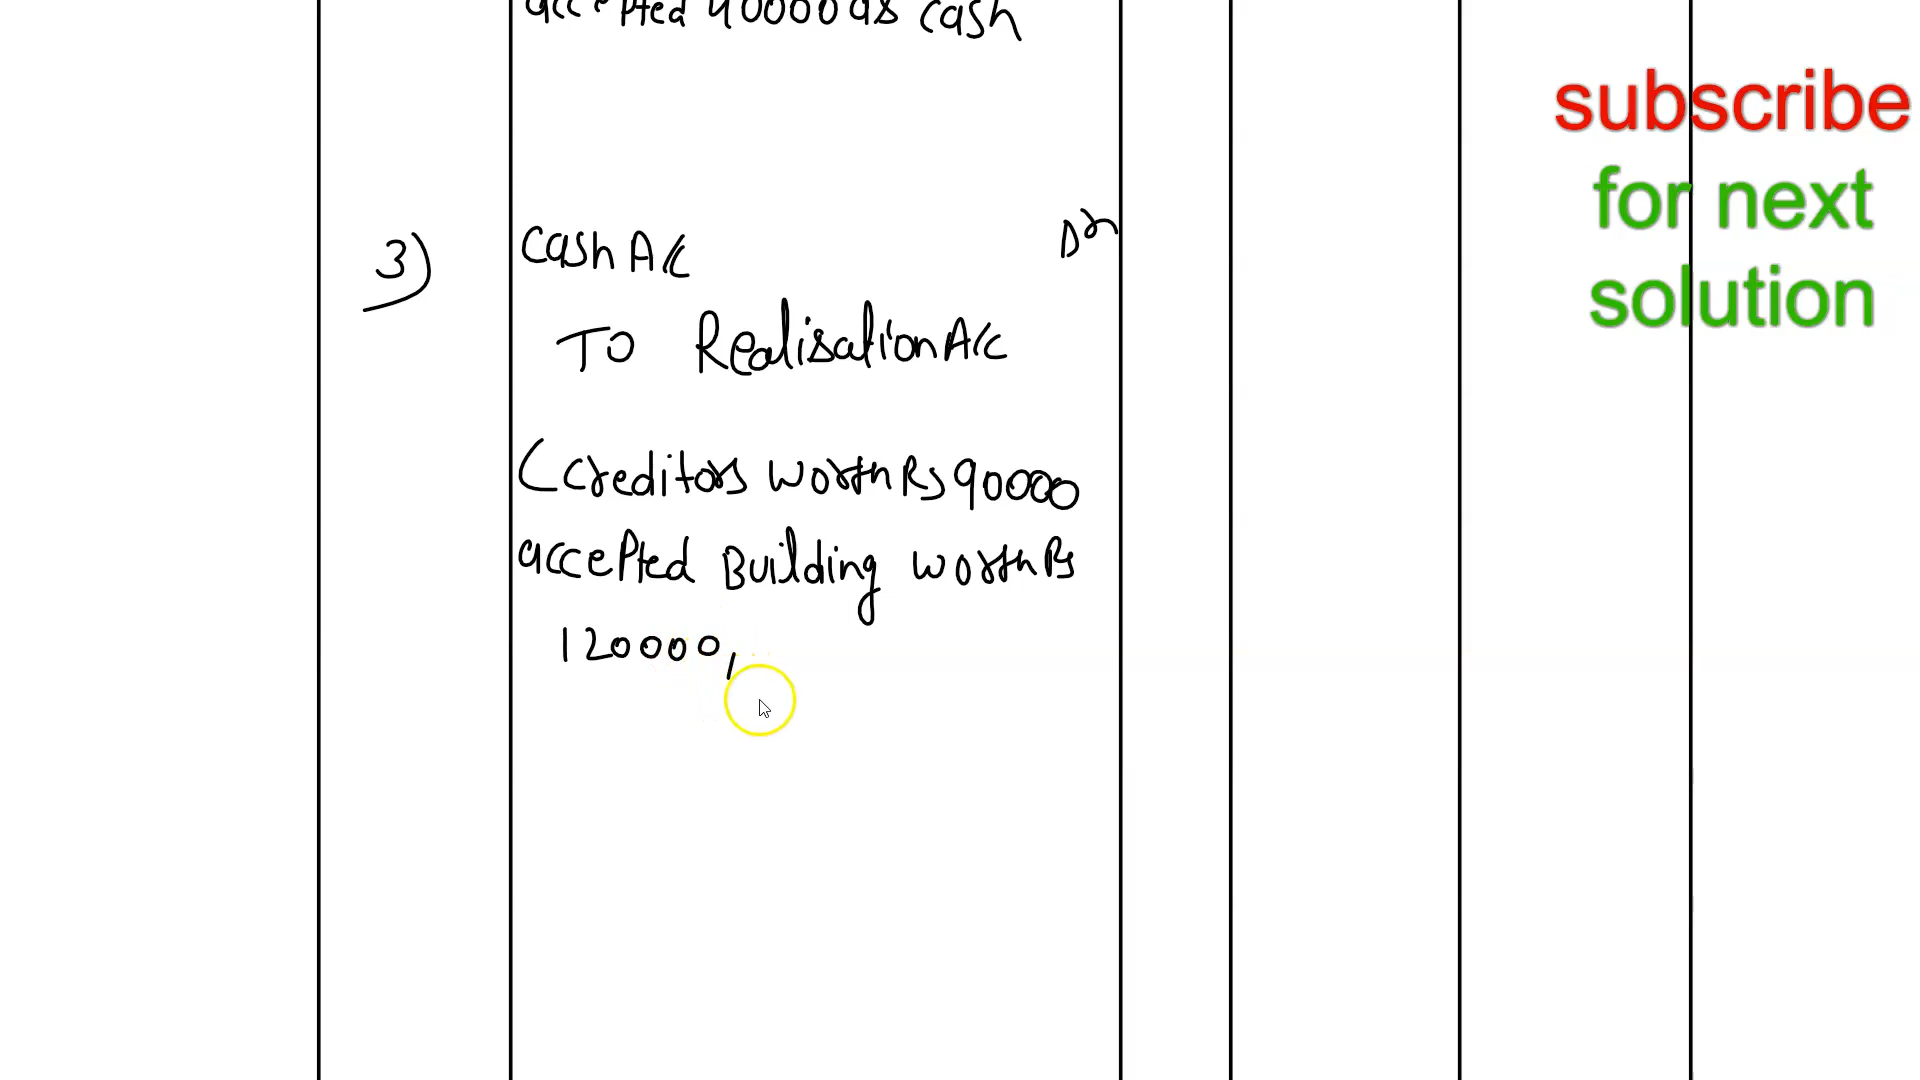 accepted 40000 as cash
3) Cash A/c Dr
To Realisation A/c
(Creditors worth Rs 90000
accepted Building worth Rs
120000,
subscribe
for next
solution